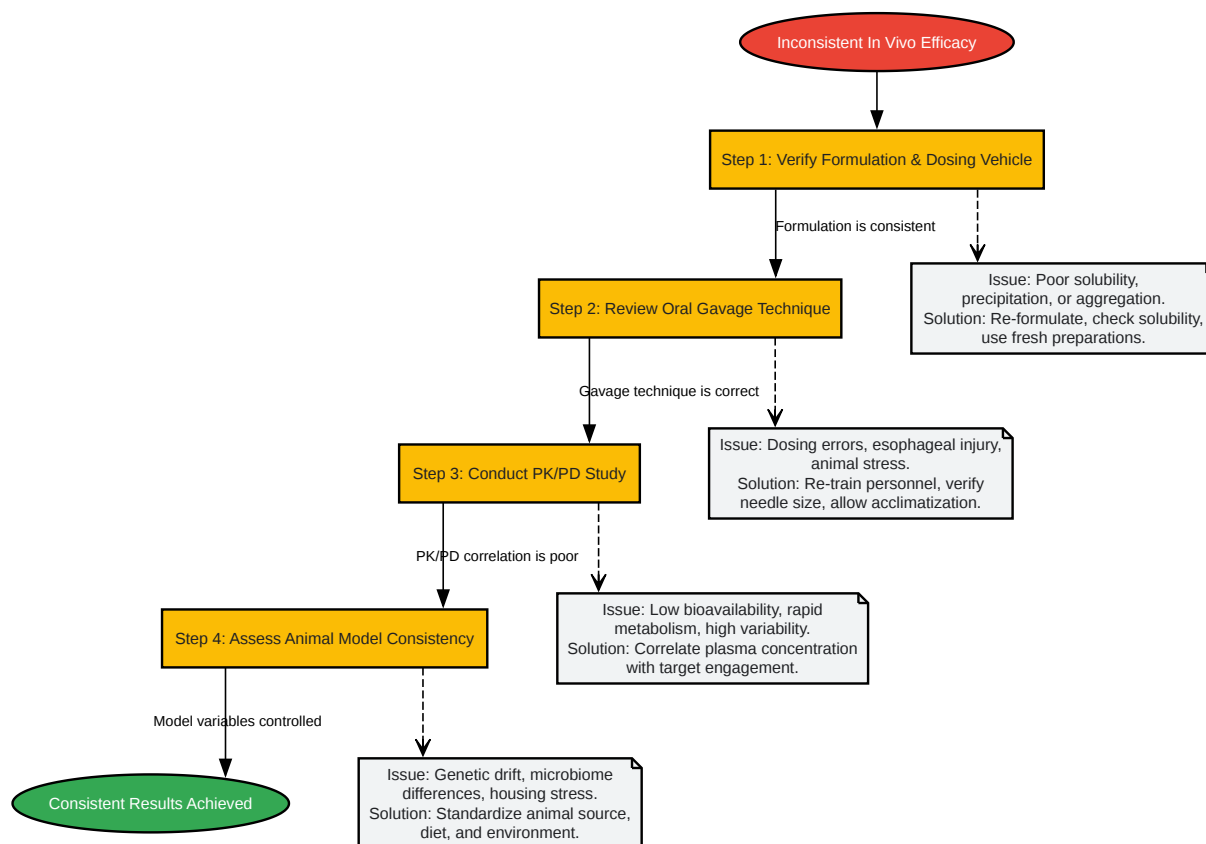 Inconsistent In Vivo Efficacy
Step 1: Verify Formulation & Dosing Vehicle
Formulation is consistent
Issue: Poor solubility,
precipitation, or aggregation.
Solution: Re-formulate, check solubility,
use fresh preparations.
Step 2: Review Oral Gavage Technique
Gavage technique is correct
Issue: Dosing errors, esophageal injury,
animal stress.
Solution: Re-train personnel, verify
needle size, allow acclimatization.
Step 3: Conduct PK/PD Study
PK/PD correlation is poor
Issue: Low bioavailability, rapid
metabolism, high variability.
Solution: Correlate plasma concentration
with target engagement.
Step 4: Assess Animal Model Consistency
Model variables controlled
Issue: Genetic drift, microbiome
differences, housing stress.
Solution: Standardize animal source,
diet, and environment.
Consistent Results Achieved